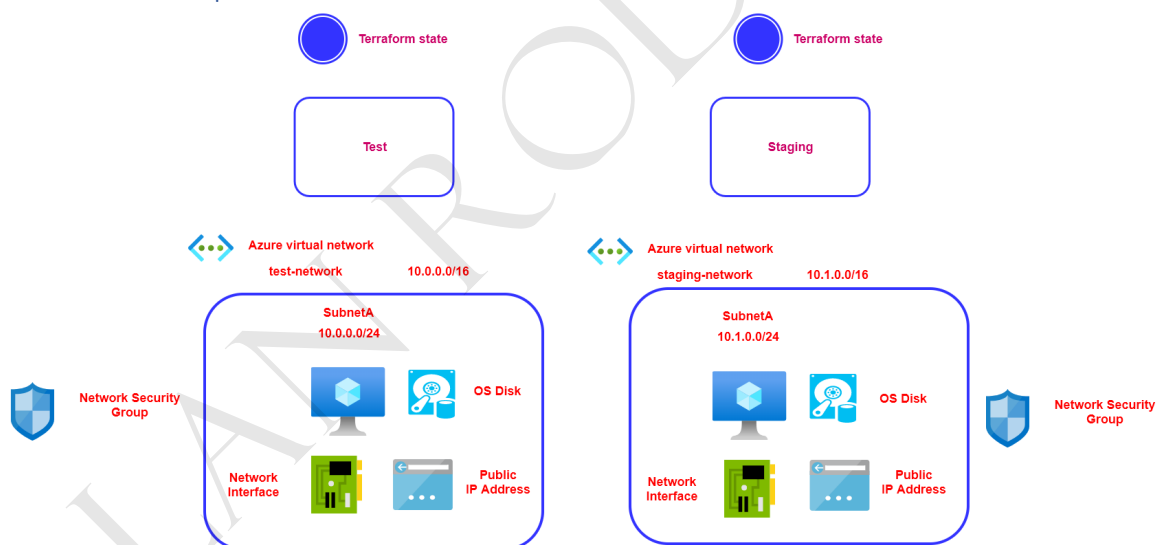 Terraform state
Terraform state
Test
Staging
Azure virtual network
test-network 10.0.0.0/16
Azure virtual network
staging-network 10.1.0.0/16
SubnetA
10.0.0.0/24
SubnetA
10.1.0.0/24
Network Security
Group
OS Disk
OS Disk
Network Security
Group
Network
Interface
Public
IP Address
Network
Interface
Public
IP Address
LAN ROD